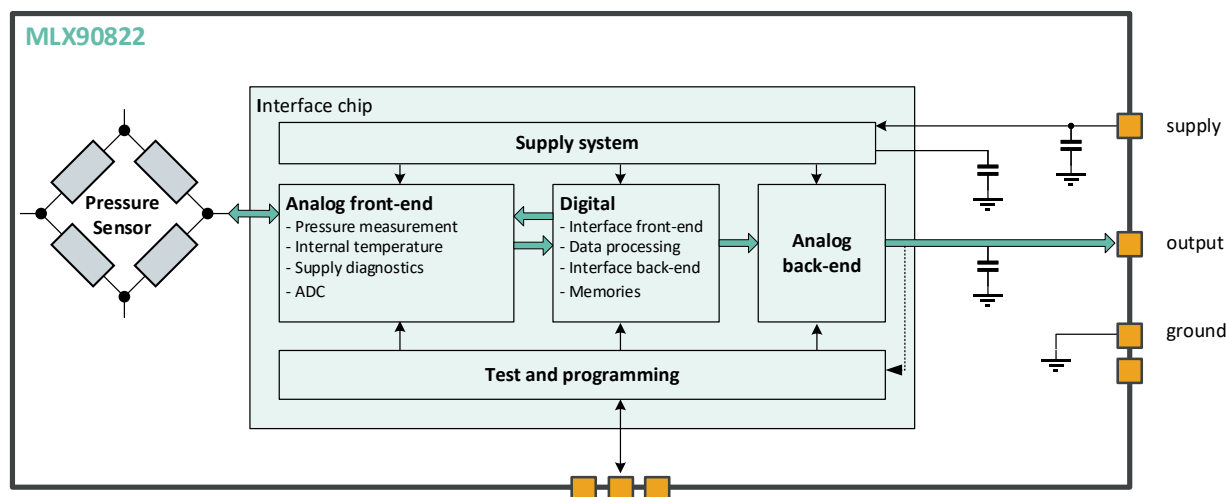 MLX90822
Interface chip
Supply system
supply
Pressure
Sensor
Analog front-end
- Pressure measurement
- Internal temperature
- Supply diagnostics
- ADC
Digital
- Interface front-end
- Data processing
- Interface back-end
- Memories
Analog
back-end
output
ground
Test and programming